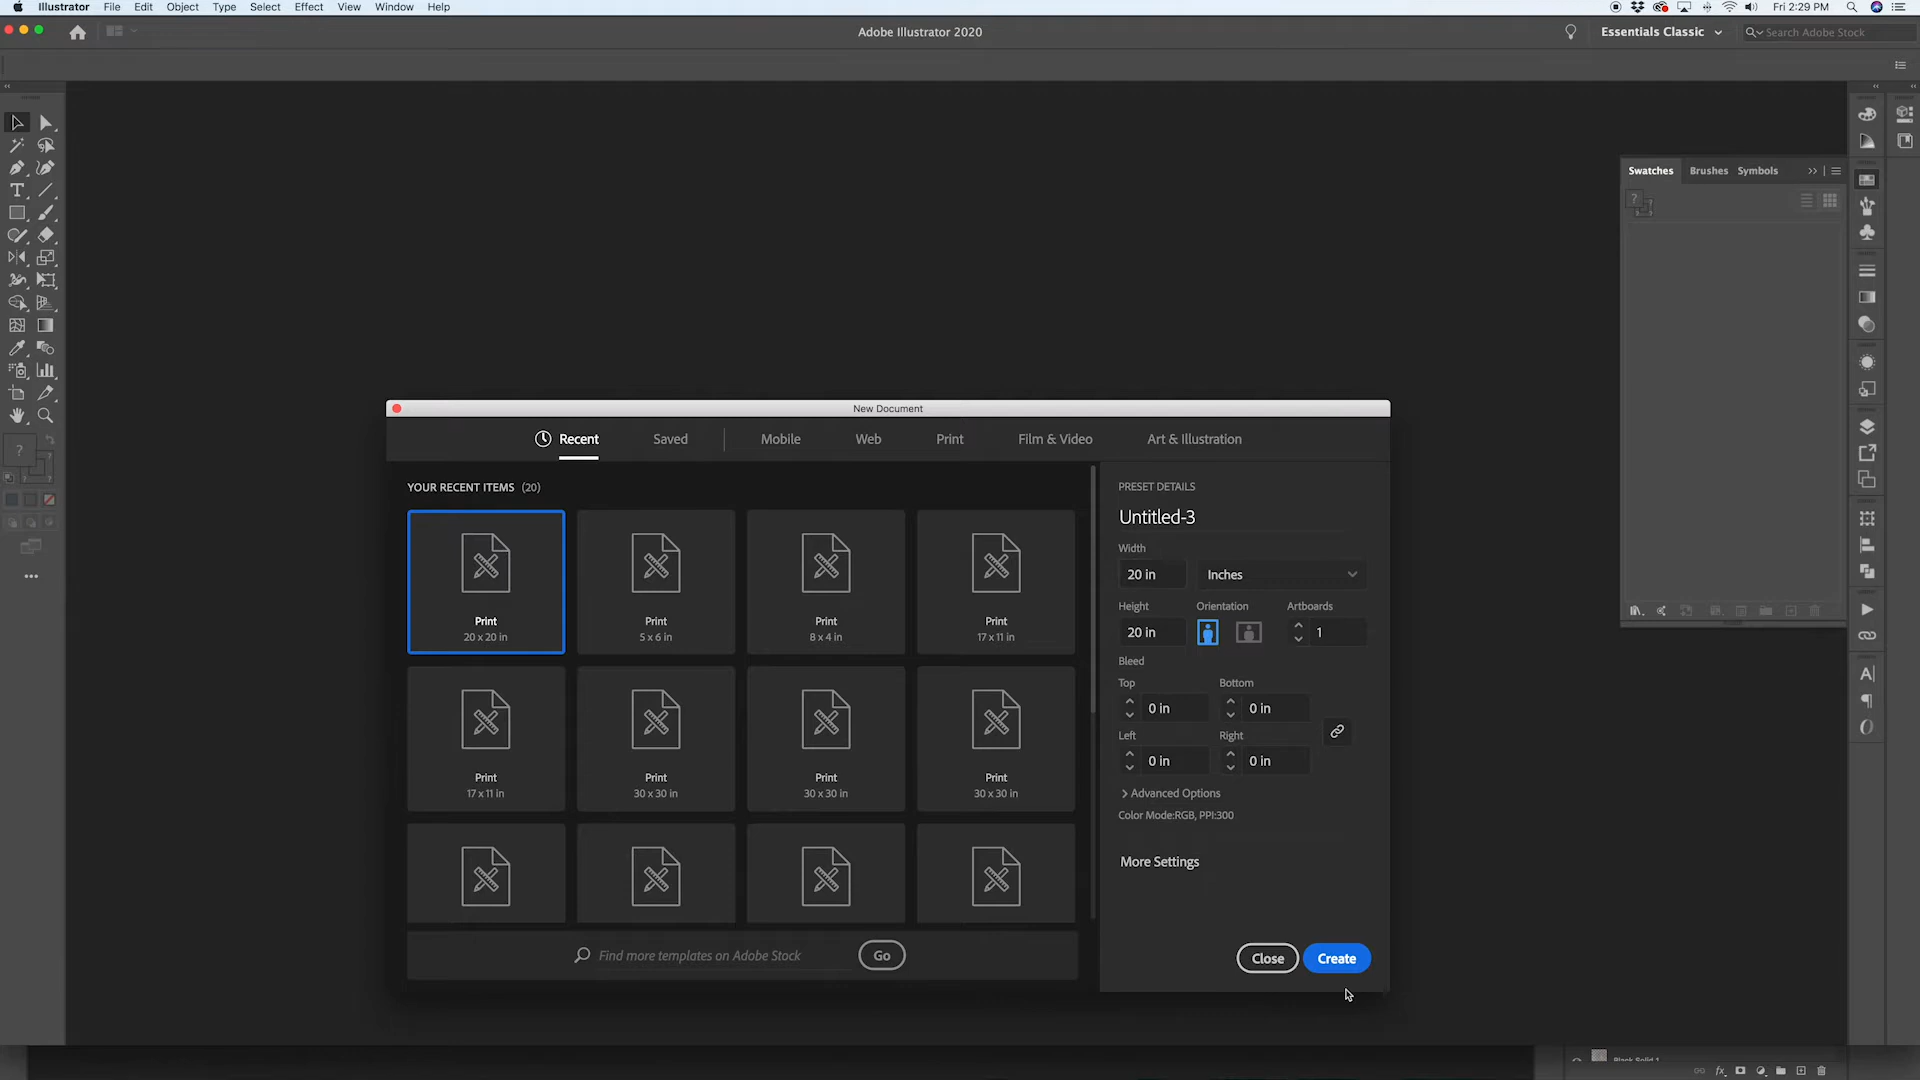 Illustrator File Edit Object Type Select Effect View Window Help
Fri 2:29 PM
Adobe Illustrator 2020
Essentials Classic
Search Adobe Stock
Swatches Brushes Symbols
New Document
Recent Saved Mobile Web Print Film & Video Art & Illustration
YOUR RECENT ITEMS (20)
Print Print Print Print
20 x 20 in 5 x 6 in 8 x 4 in 17 x 11 in
Print Print Print Print
17 x 11 in 30 x 30 in 30 x 30 in 30 x 30 in
Find more templates on Adobe Stock
Go
PRESET DETAILS
Untitled-3
Width
20 in Inches
Height Orientation Artboards
20 in 1
Bleed
Top Bottom
0 in 0 in
Left Right
0 in 0 in
Advanced Options
Color Mode:RGB, PPI:300
More Settings
Close Create